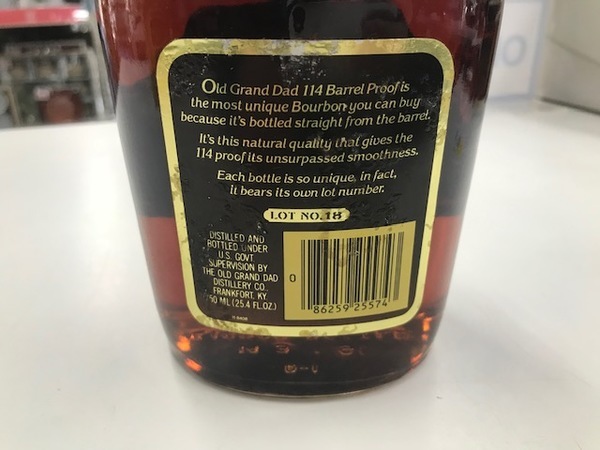 Old Grand Dad 114 Barrel Proof is
the most unique Bourbon you can buy
because it's bottled straight from the barrel.
It's this natural quality that gives the
114 proof its unsurpassed smoothness.
Each bottle is so unique, in fact,
it bears its own lot number.
LOT NO. 18
DISTILLED AND
BOTTLED UNDER
U.S. GOVT.
SUPERVISION BY
THE OLD GRAND DAD
DISTILLERY CO.
FRANKFORT, KY.
750 ML (25.4 FL.OZ.)
0 86259 25574